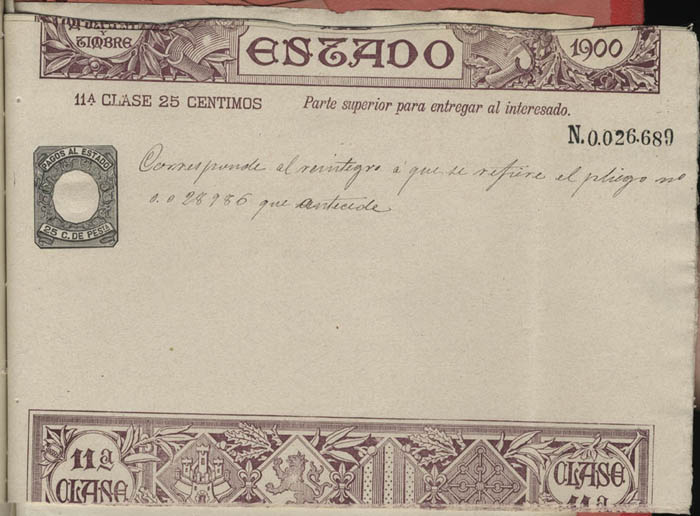 Y TIMBRE
ESTADO
1900
11ª CLASE 25 CENTIMOS
Parte superior para entregar al interesado.
N.0.026.689
PAGOS AL ESTADO
25 C. DE PESTA
Corresponde al reintegro á que se refiere el pliego nº
0.028986 que antecede
11ª
CLASE
CLASE
11ª